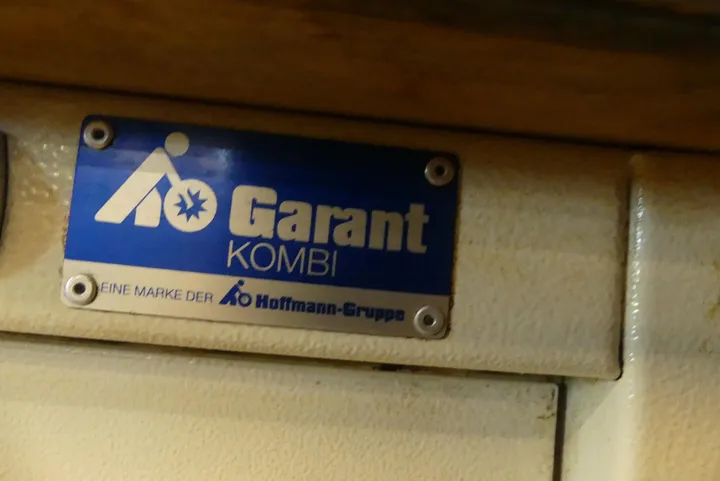 Garant
KOMBI
EINE MARKE DER Hoffmann-Gruppe